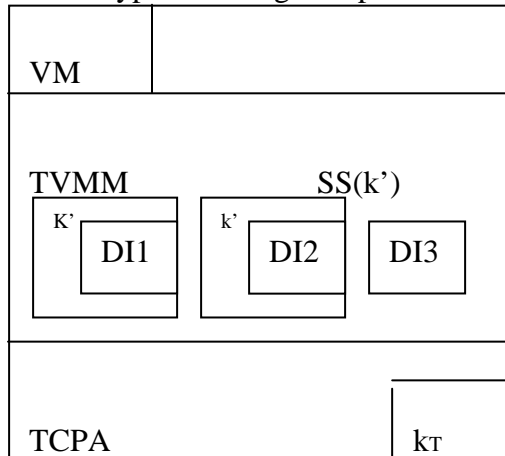 VM
TVMM SS(k’)
K’ k’
DI1 DI2 DI3
TCPA kT